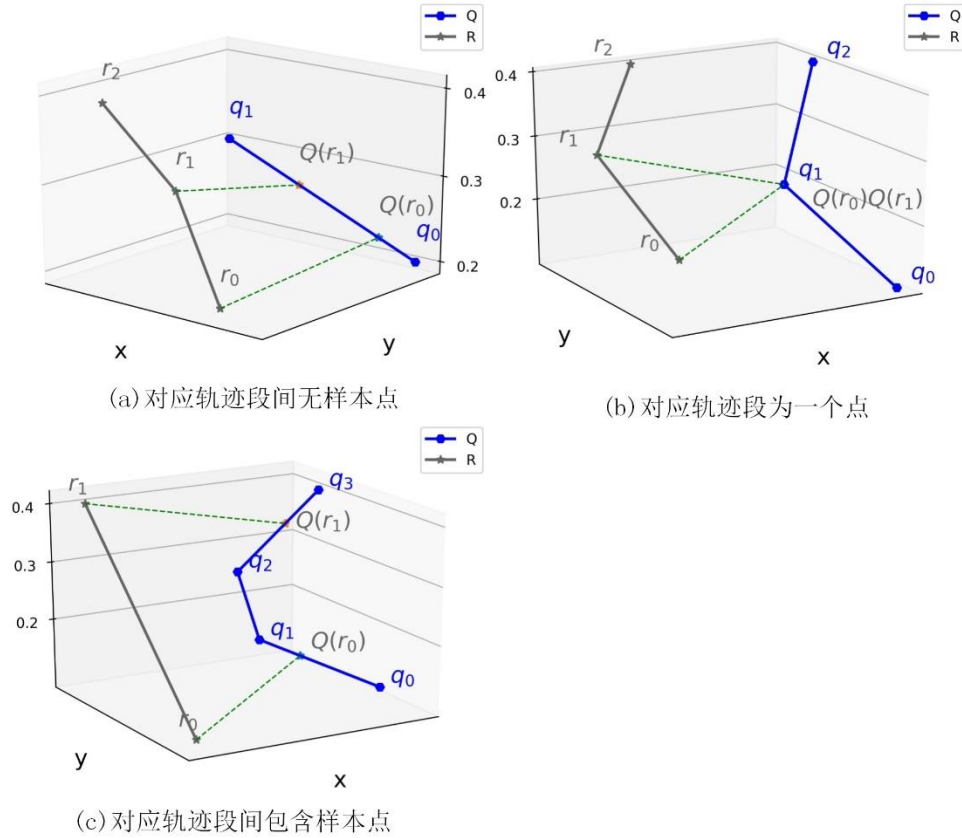 Q
R
r₂
q₁
0.4
Q(r₁)
r₁
0.3
Q(r₀)
q₀
r₀
0.2
x
y
(a)对应轨迹段间无样本点
Q
R
r₂
q₂
0.4
0.3
r₁
q₁
Q(r₀)Q(r₁)
0.2
r₀
q₀
y
x
(b)对应轨迹段为一个点
Q
R
r₁
q₃
0.4
Q(r₁)
0.3
q₂
0.2
q₁
Q(r₀)
q₀
r₀
y
x
(c)对应轨迹段间包含样本点